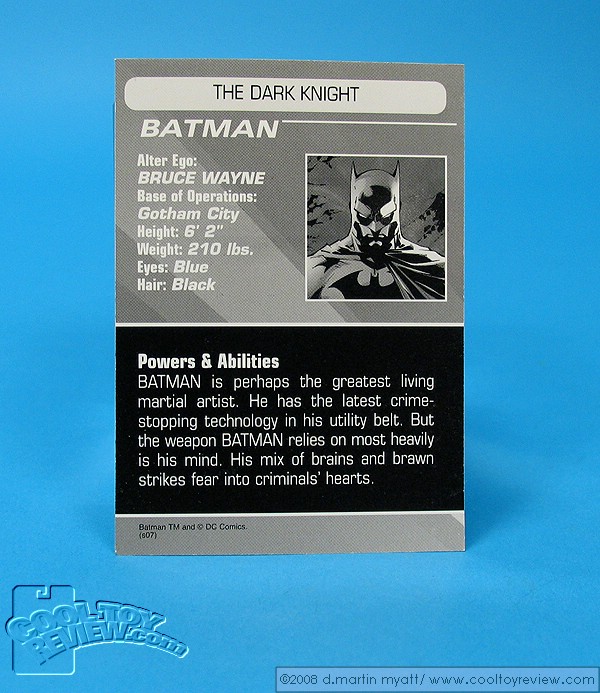 THE DARK KNIGHT
BATMAN
Alter Ego:
BRUCE WAYNE
Base of Operations:
Gotham City
Height: 6' 2"
Weight: 210 lbs.
Eyes: Blue
Hair: Black
Powers & Abilities
BATMAN is perhaps the greatest living
martial artist. He has the latest crime-
stopping technology in his utility belt. But
the weapon BATMAN relies on most heavily
is his mind. His mix of brains and brawn
strikes fear into criminals' hearts.
Batman TM and © DC Comics.
(s07)
COOL TOY
REVIEW.com
©2008 d.martin myatt/ www.cooltoyreview.com